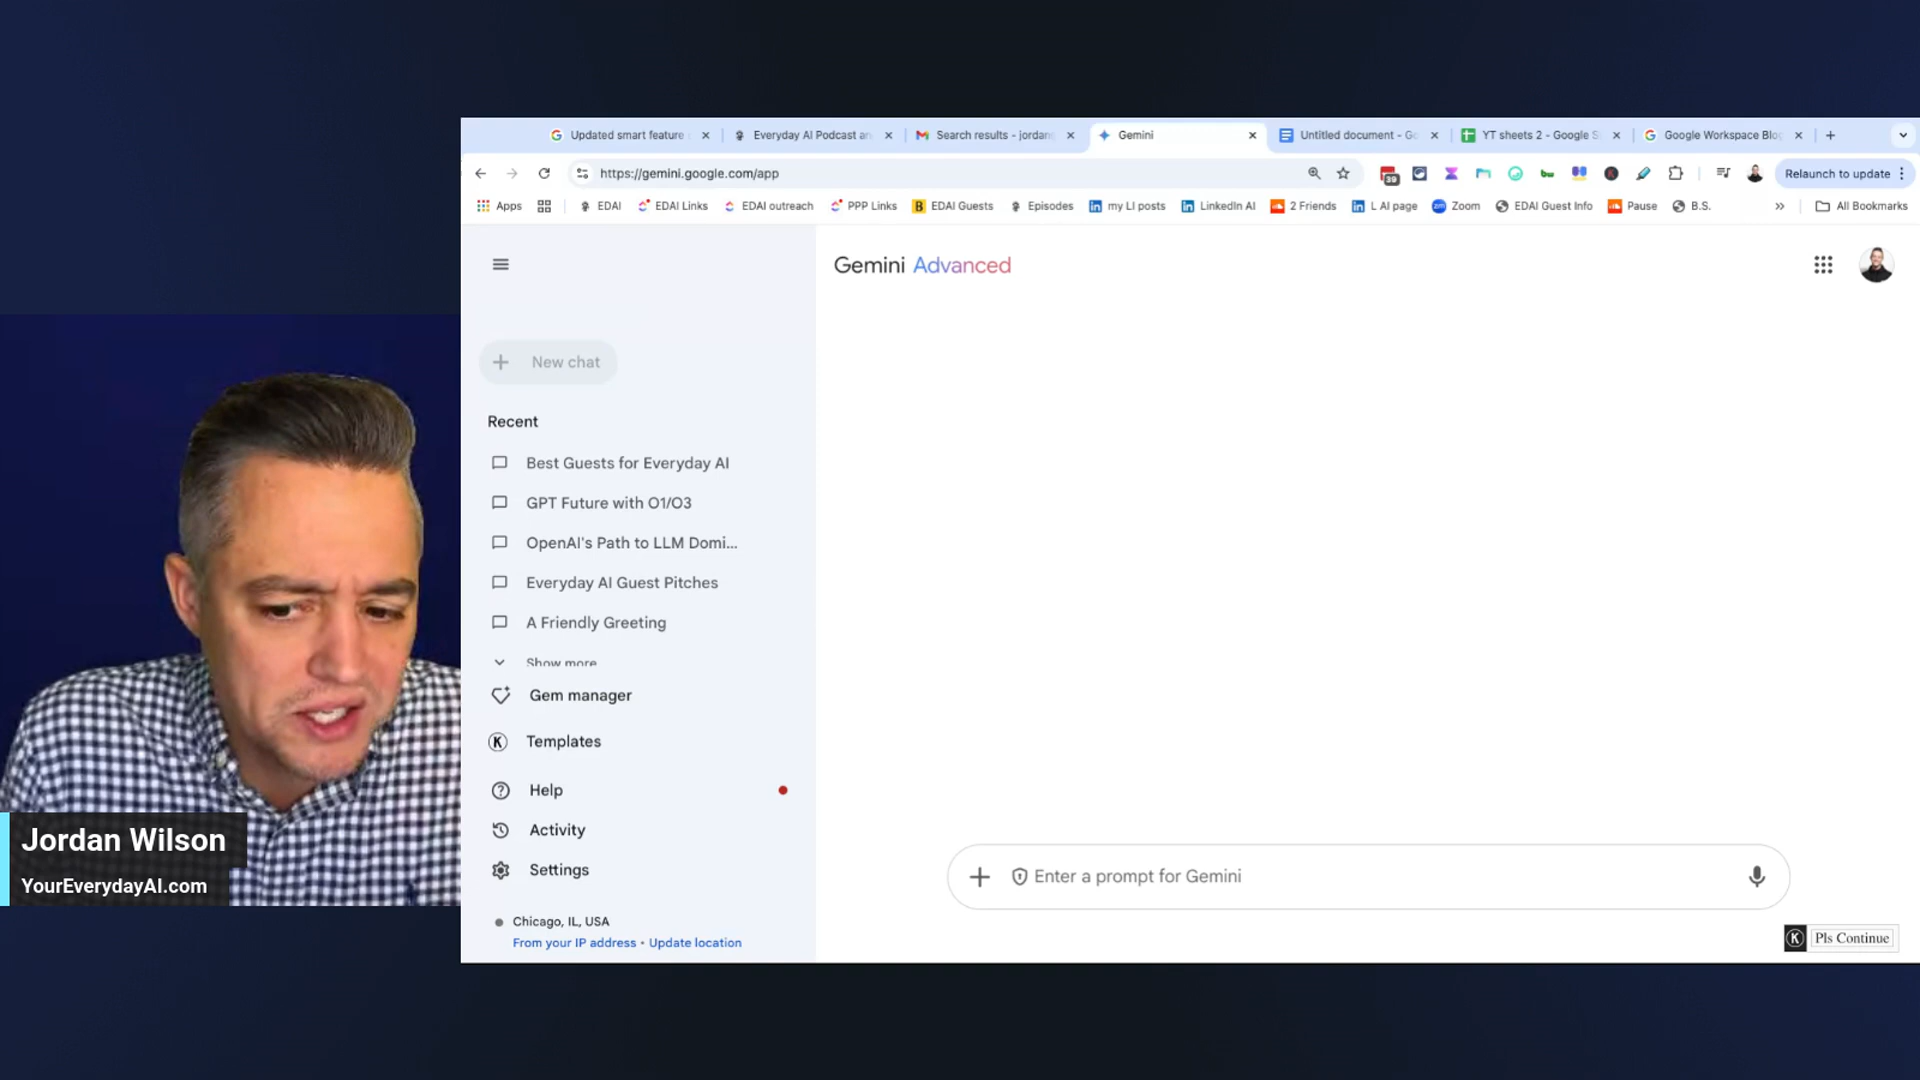 Updated smart feature
Everyday AI Podcast an
Search results - jordan
Gemini
Untitled document - Go
YT sheets 2 - Google S
Google Workspace Blog
https://gemini.google.com/app
39
Relaunch to update
Apps
EDAI
EDAI Links
EDAI outreach
PPP Links
EDAI Guests
Episodes
my LI posts
LinkedIn AI
2 Friends
L AI page
Zoom
EDAI Guest Info
Pause
B.S.
All Bookmarks
Gemini Advanced
New chat
Recent
Best Guests for Everyday AI
GPT Future with O1/O3
OpenAI's Path to LLM Domi...
Everyday AI Guest Pitches
A Friendly Greeting
Show more
Gem manager
Templates
Help
Activity
Settings
Chicago, IL, USA
From your IP address • Update location
Enter a prompt for Gemini
K Pls Continue
Jordan Wilson
YourEverydayAI.com